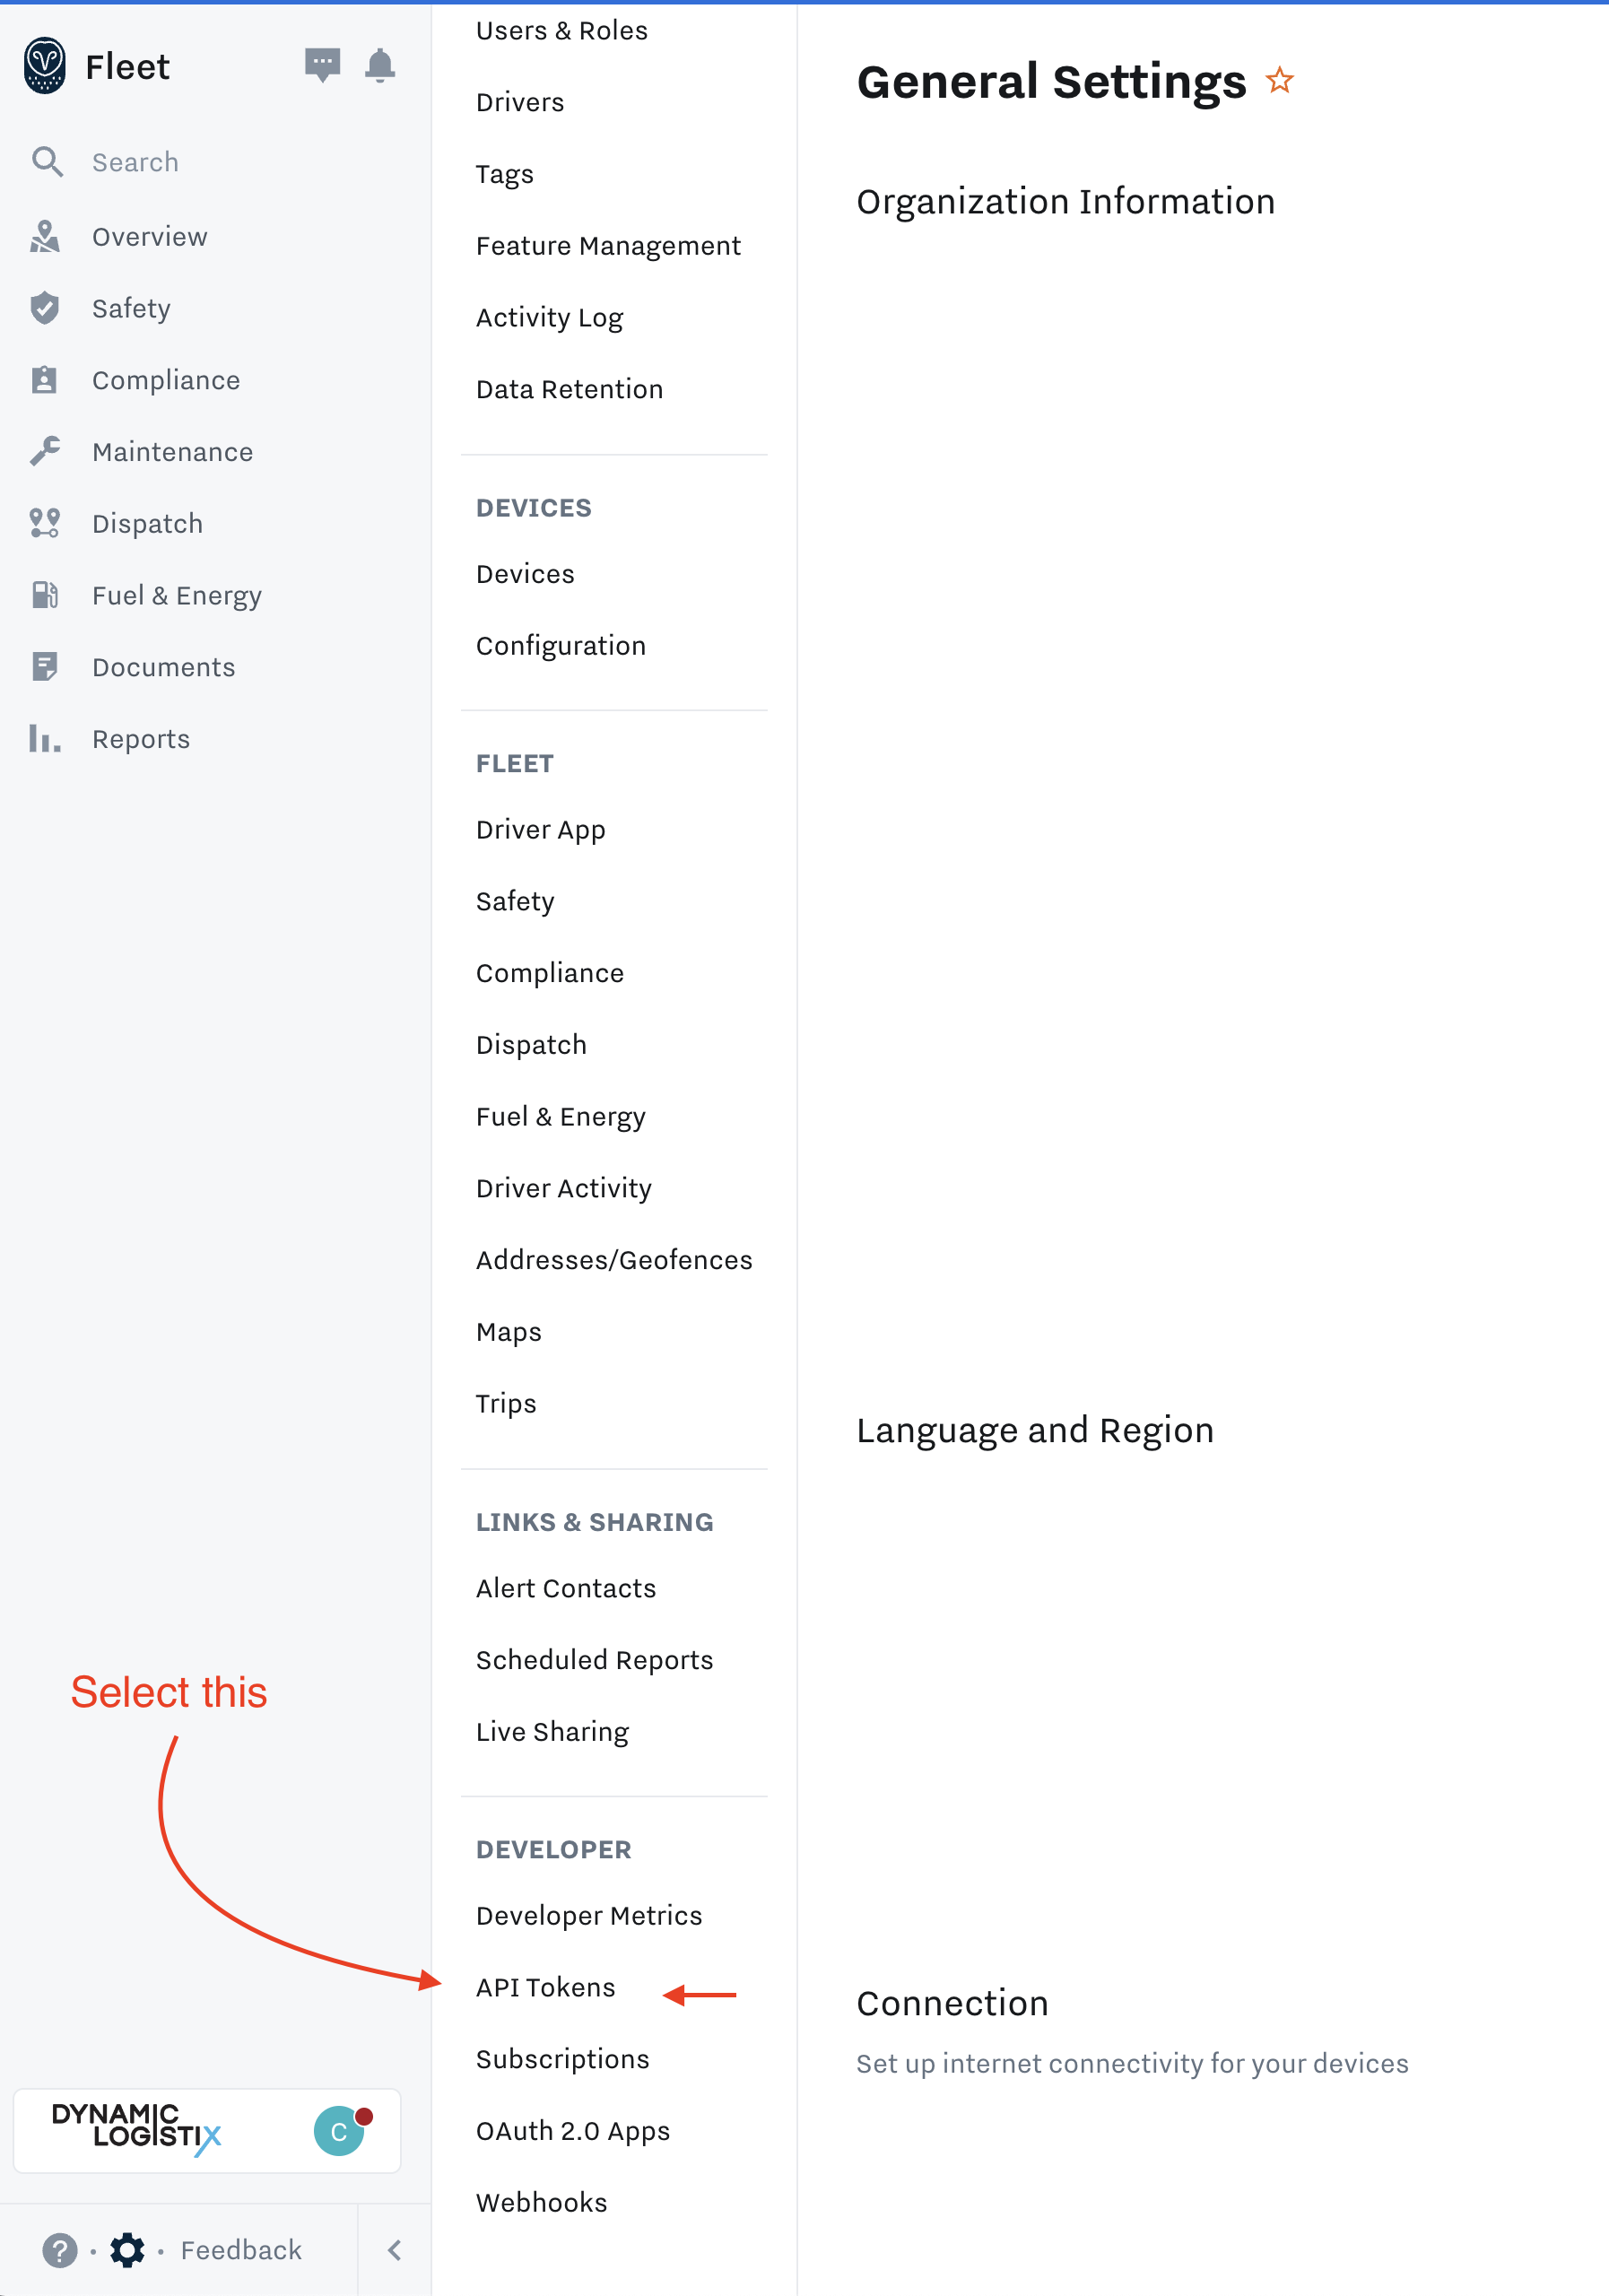 Fleet
Search
Overview
Safety
Compliance
Maintenance
Dispatch
Fuel & Energy
Documents
Reports
Select this
DYNAMIC
LOGISTIX
C
?
Feedback
Users & Roles
Drivers
Tags
Feature Management
Activity Log
Data Retention
DEVICES
Devices
Configuration
FLEET
Driver App
Safety
Compliance
Dispatch
Fuel & Energy
Driver Activity
Addresses/Geofences
Maps
Trips
LINKS & SHARING
Alert Contacts
Scheduled Reports
Live Sharing
DEVELOPER
Developer Metrics
API Tokens
Subscriptions
OAuth 2.0 Apps
Webhooks
General Settings
Organization Information
Language and Region
Connection
Set up internet connectivity for your devices